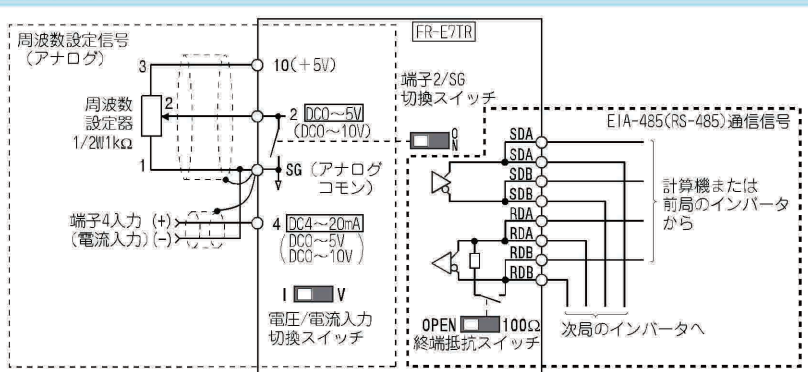 周波数設定信号
(アナログ)
FR-E7TR
3
10(+5V)
端子2/SG
切換スイッチ
周波数
設定器
1/2W1kΩ
2
2
DC0~5V
(DC0~10V)
ON
EIA-485(RS-485)通信信号
1
SG (アナログ
コモン)
端子4入力 (+)
(電流入力)(-)
4
DC4~20mA
(DC0~5V
DC0~10V)
I
V
電圧/電流入力
切換スイッチ
SDA
SDA
SDB
SDB
RDA
RDA
RDB
RDB
計算機または
前局のインバータ
から
OPEN
100Ω
終端抵抗スイッチ
次局のインバータへ